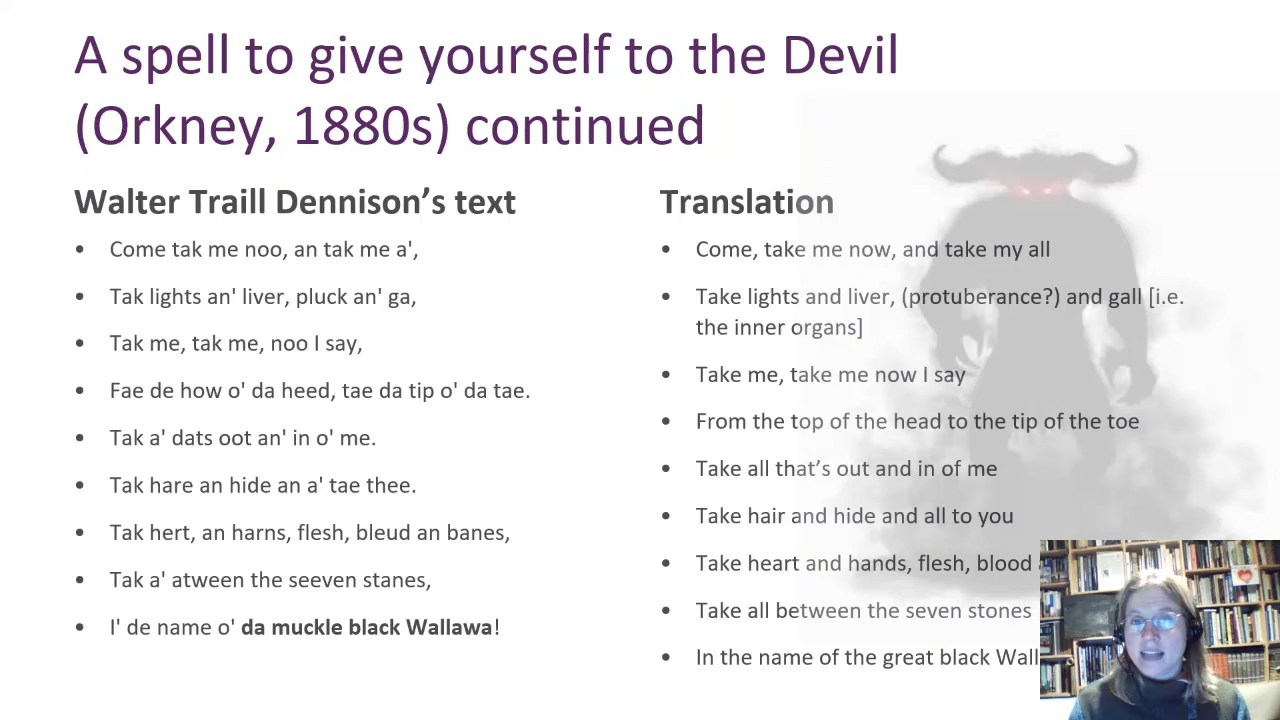 A spell to give yourself to the Devil
(Orkney, 1880s) continued
Walter Traill Dennison’s text
• Come tak me noo, an tak me a',
• Tak lights an' liver, pluck an' ga,
• Tak me, tak me, noo I say,
• Fae de how o' da heed, tae da tip o' da tae.
• Tak a' dats oot an' in o' me.
• Tak hare an hide an a' tae thee.
• Tak hert, an harns, flesh, bleud an banes,
• Tak a' atween the seeven stanes,
• I' de name o' da muckle black Wallawa!
Translation
• Come, take me now, and take my all
• Take lights and liver, (protuberance?) and gall [i.e.
the inner organs]
• Take me, take me now I say
• From the top of the head to the tip of the toe
• Take all that’s out and in of me
• Take hair and hide and all to you
• Take heart and hands, flesh, blood
• Take all between the seven stones
• In the name of the great black Wall